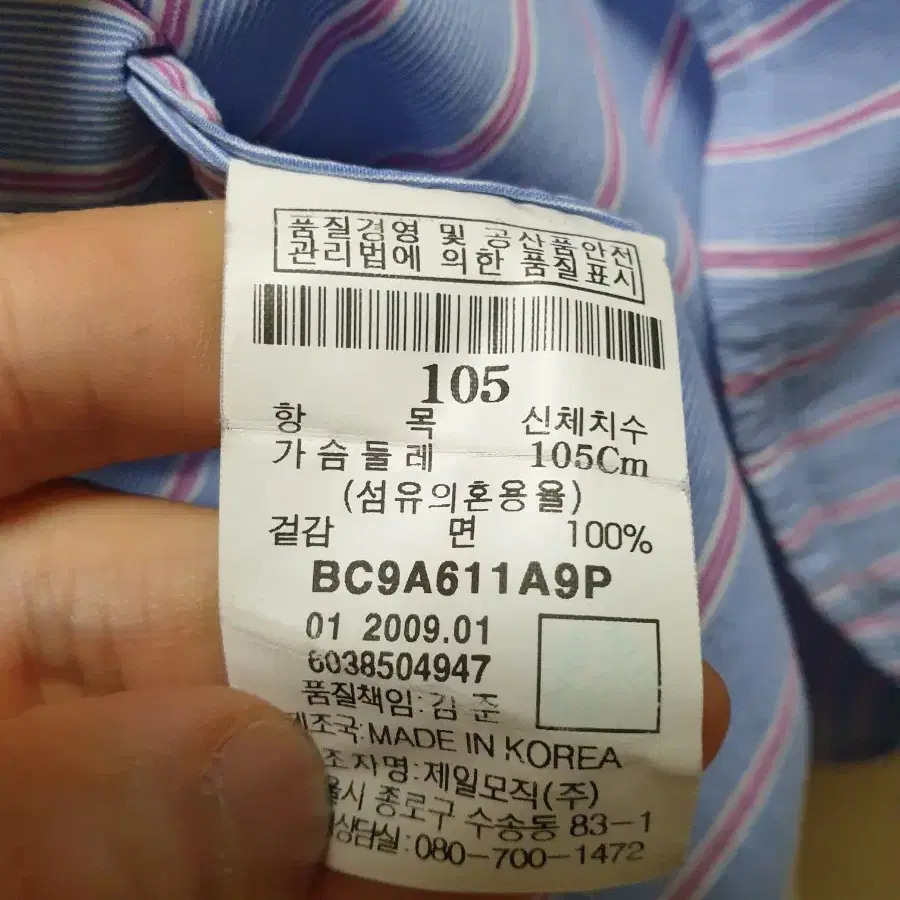 품질경영 및 공산품안전
관리법에 의한 품질표시
105
항 목 신체치수
가슴둘레 105Cm
(섬유의혼용율)
겉감 면 100%
BC9A611A9P
01 2009.01
6038504947
품질책임:김 준
제조국:MADE IN KOREA
조자명:제일모직(주)
울시 종로구 수송동 83-1
상담실:080-700-1472